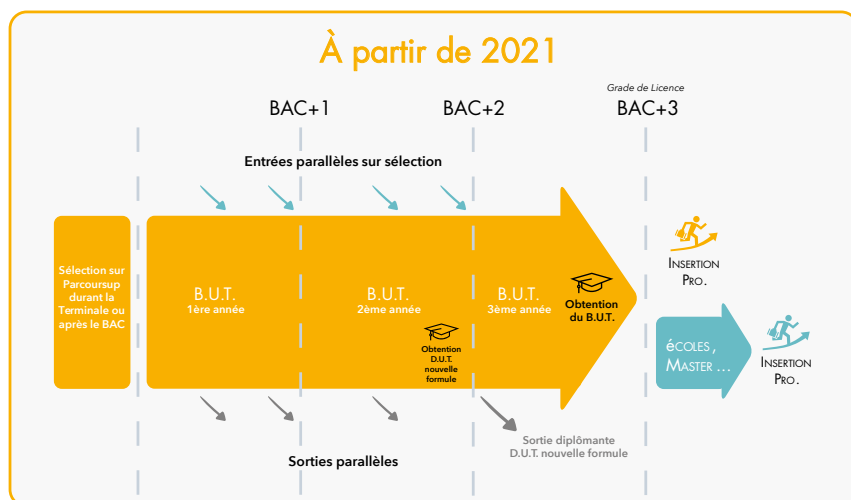 À partir de 2021
Grade de Licence
BAC+1
BAC+2
BAC+3
Entrées parallèles sur sélection
Sélection sur
Parcoursup
durant la
Terminale ou
après le BAC
B.U.T.
1ère année
B.U.T.
2ème année
B.U.T.
3ème année
Obtention
D.U.T.
nouvelle
formule
Obtention
du B.U.T.
Insertion
Pro.
écoles,
Master ...
Insertion
Pro.
Sortie diplômante
D.U.T. nouvelle formule
Sorties parallèles